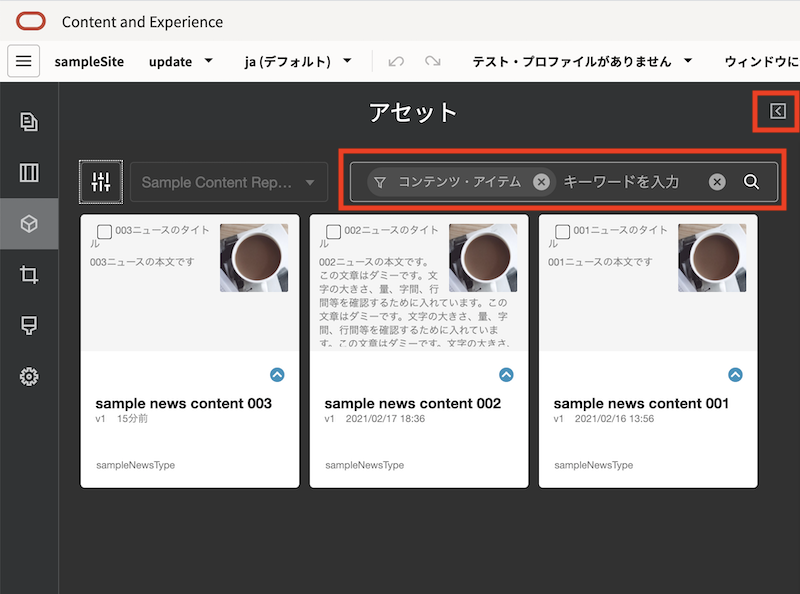 Content and Experience
sampleSite update ja (デフォルト) テスト・プロファイルがありません ウィンドウに
アセット
Sample Content Rep… コンテンツ・アイテム キーワードを入力
003ニュースのタイト
ル
003ニュースの本文です
sample news content 003
v1 15分前
sampleNewsType
002ニュースのタイト
ル
002ニュースの本文です。
この文章はダミーです。文
字の大きさ、量、字間、行
間等を確認するために入れています。この
文章はダミーです。文字の大きさ、量、字
間、行間等を確認するために入れていま
す。この文章はダミーです。文字の大きさ、
sample news content 002
v1 2021/02/17 18:36
sampleNewsType
001ニュースのタイト
ル
001ニュースの本文です
sample news content 001
v1 2021/02/16 13:56
sampleNewsType